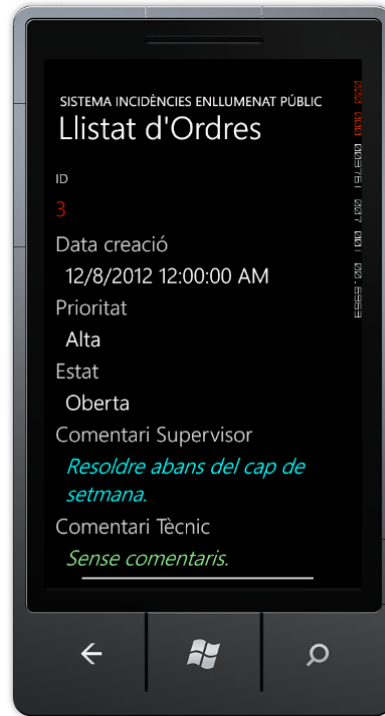 SISTEMA INCIDÈNCIES ENLLUMENAT PÚBLIC
Llistat d'Ordres
ID
3
Data creació
12/8/2012 12:00:00 AM
Prioritat
Alta
Estat
Oberta
Comentari Supervisor
Resoldre abans del cap de
setmana.
Comentari Tècnic
Sense comentaris.